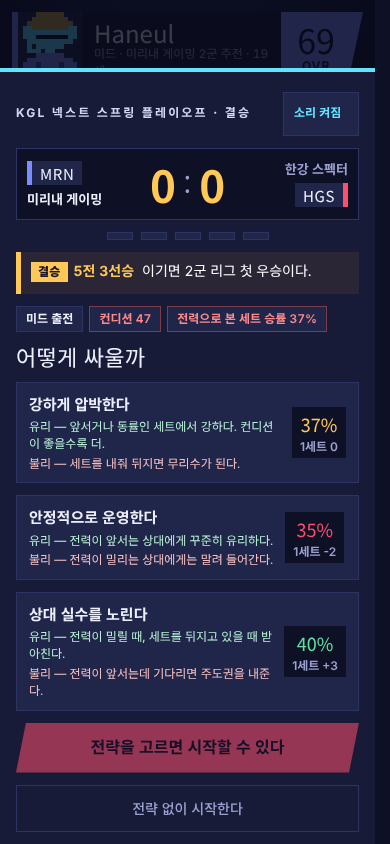 Haneul
미드 · 미리내 게이밍 2군 주전 · 19
69
OVR
KGL 넥스트 스프링 플레이오프 · 결승
소리 켜짐
MRN
미리내 게이밍
0 : 0
한강 스펙터
HGS
결승 5전 3선승 이기면 2군 리그 첫 우승이다.
미드 출전
컨디션 47
전력으로 본 세트 승률 37%
어떻게 싸울까
강하게 압박한다
유리 — 앞서거나 동률인 세트에서 강하다. 컨디션
이 좋을수록 더.
불리 — 세트를 내줘 뒤지면 무리수가 된다.
37%
1세트 0
안정적으로 운영한다
유리 — 전력이 앞서는 상대에게 꾸준히 유리하다.
불리 — 전력이 밀리는 상대에게는 말려 들어간다.
35%
1세트 -2
상대 실수를 노린다
유리 — 전력이 밀릴 때, 세트를 뒤지고 있을 때 받
아친다.
불리 — 전력이 앞서는데 기다리면 주도권을 내준
다.
40%
1세트 +3
전략을 고르면 시작할 수 있다
전략 없이 시작한다